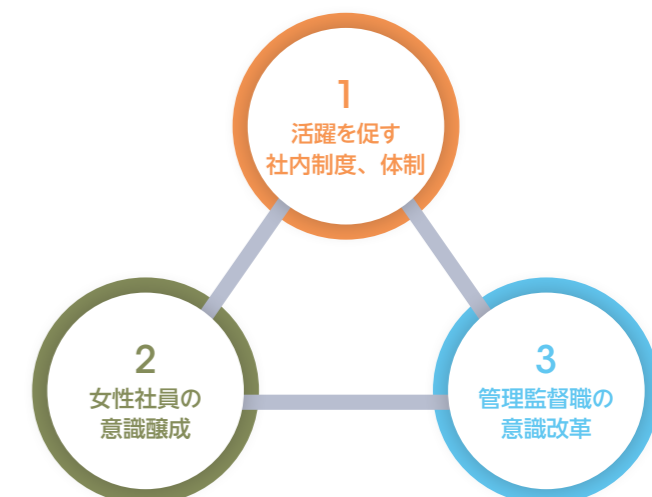 1
活躍を促す
社内制度、体制
2
女性社員の
意識醸成
3
管理監督職の
意識改革